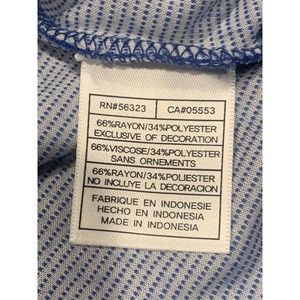 RN#56323 CA#05553
66%RAYON/34%POLYESTER
EXCLUSIVE OF DECORATION
66%VISCOSE/34%POLYESTER
SANS ORNEMENTS
66%RAYON/34%POLIESTER
NO INCLUYE LA DECORACION
FABRIQUE EN INDONESIE
HECHO EN INDONESIA
MADE IN INDONESIA